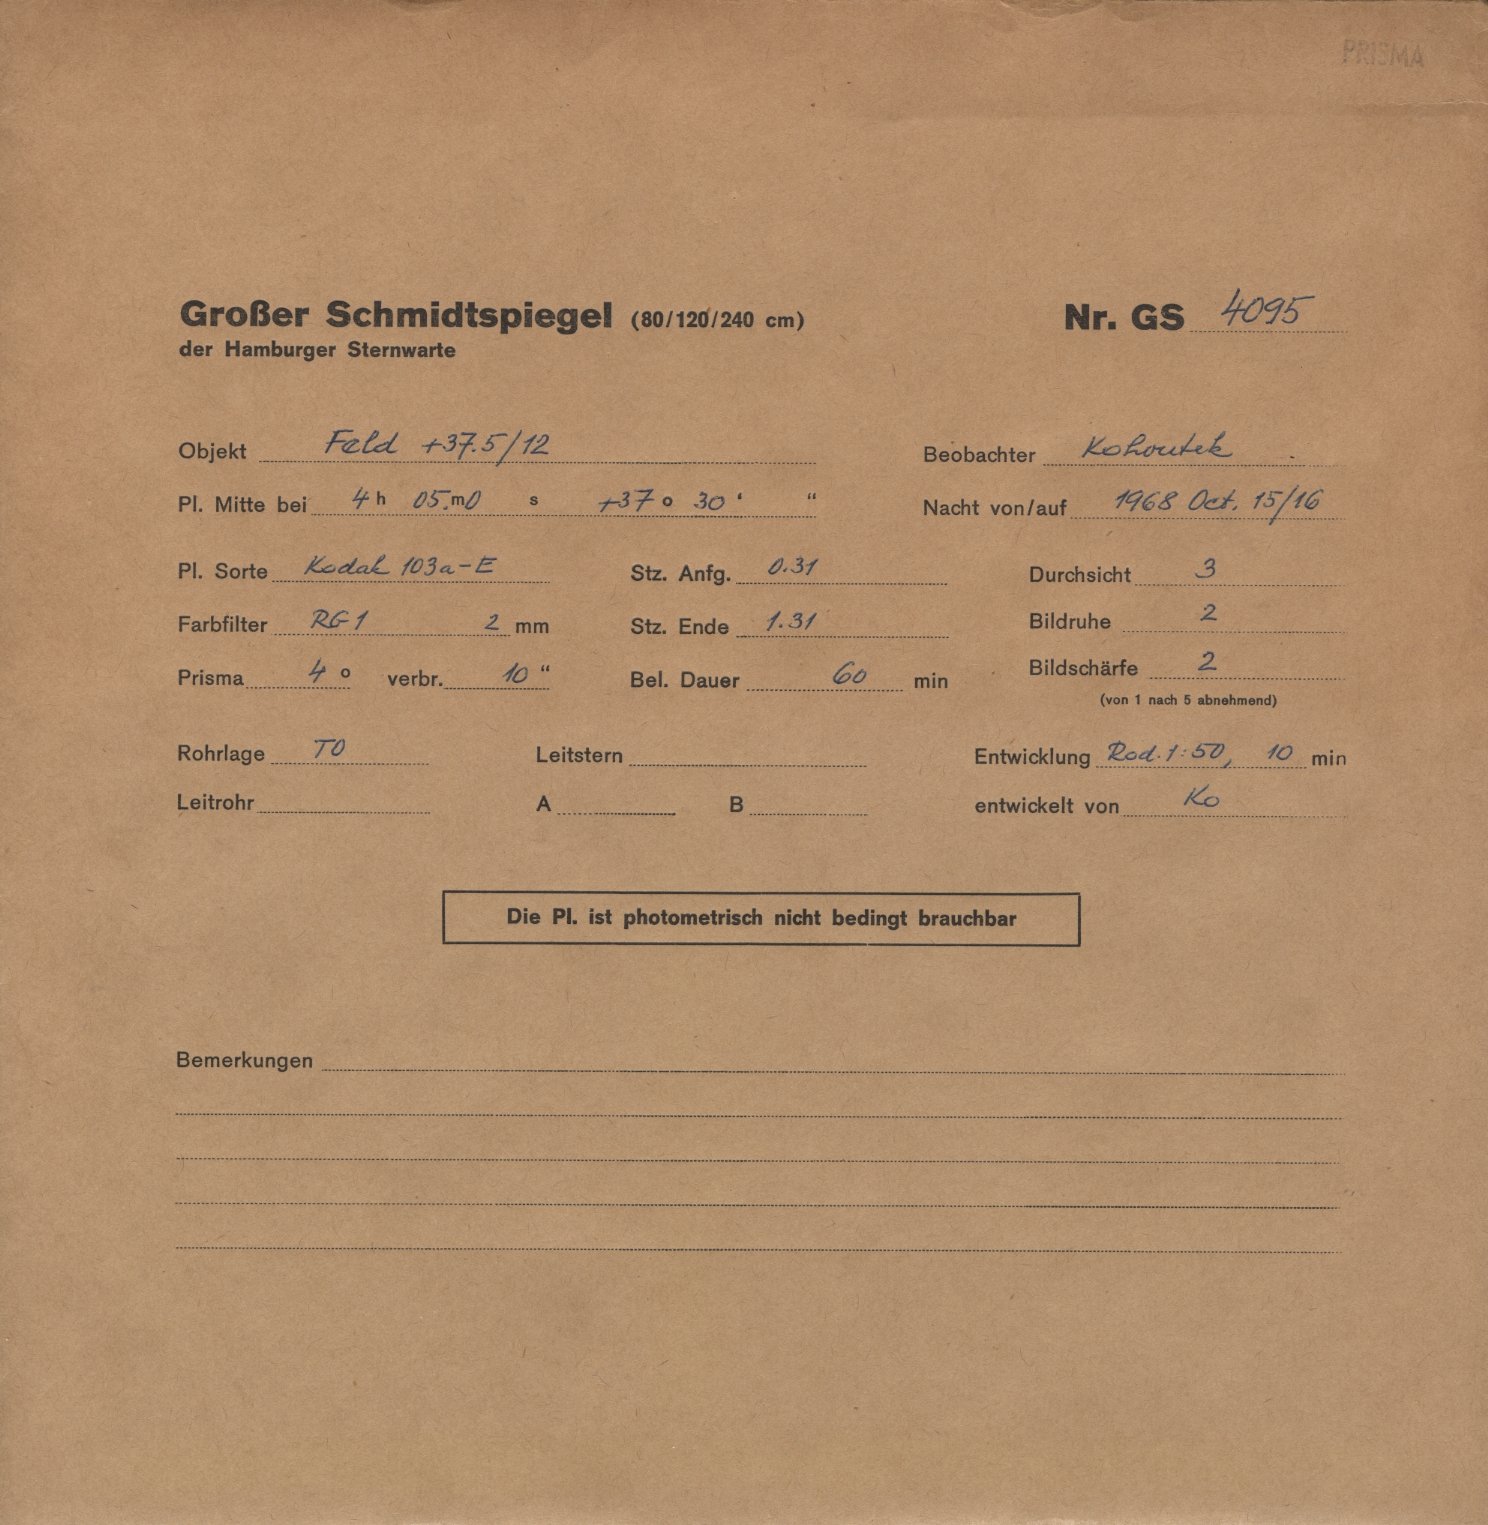 PRISMA
Großer Schmidtspiegel (80/120/240 cm) Nr. GS 4095
der Hamburger Sternwarte
Objekt Feld +37.5/12 Beobachter Kohoutek
Pl. Mitte bei 4 h 05.m0 s +37 o 30 ‘ “ Nacht von/auf 1968 Oct. 15/16
Pl. Sorte Kodak 103a-E Stz. Anfg. 0.31 Durchsicht 3
Farbfilter RG1 2 mm Stz. Ende 1.31 Bildruhe 2
Prisma 4 o verbr. 10 “ Bel. Dauer 60 min Bildschärfe 2
(von 1 nach 5 abnehmend)
Rohrlage TO Leitstern Entwicklung Rod. 1:50, 10 min
Leitrohr A B entwickelt von Ko
Die Pl. ist photometrisch nicht bedingt brauchbar
Bemerkungen